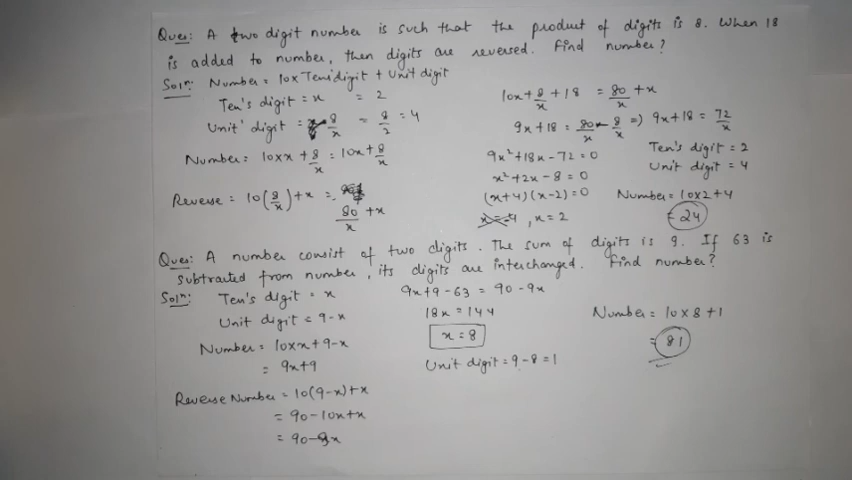 Ques: A two digit number is such that the product of digits is 8. When 18
is added to number, then digits are reversed. Find number?
Solⁿ: Number = 10x Ten's digit + Unit digit
Ten's digit = x = 2
Unit' digit = 8/x = 8/2 = 4
Number = 10xx + 8/x = 10x + 8/x
Reverse = 10(8/x) + x =
80/x + x
10x + 8/x + 18 = 80/x + x
9x + 18 = 80/x - 8/x => 9x + 18 = 72/x
9x² + 18x - 72 = 0
x² + 2x - 8 = 0
(x+4)(x-2) = 0
x = -4, x = 2
Ten's digit = 2
Unit digit = 4
Number = 10x2 + 4
= 24
Ques: A number consist of two digits. The sum of digits is 9. If 63 is
subtrated from number, its digits are interchanged. Find number?
Solⁿ: Ten's digit = x
Unit digit = 9-x
Number = 10xx + 9-x
= 9x+9
Reverse Number = 10(9-x)+x
= 90-10x+x
= 90-9x
9x+9-63 = 90-9x
18x = 144
x = 8
Unit digit = 9-8 = 1
Number = 10x8+1
= 81